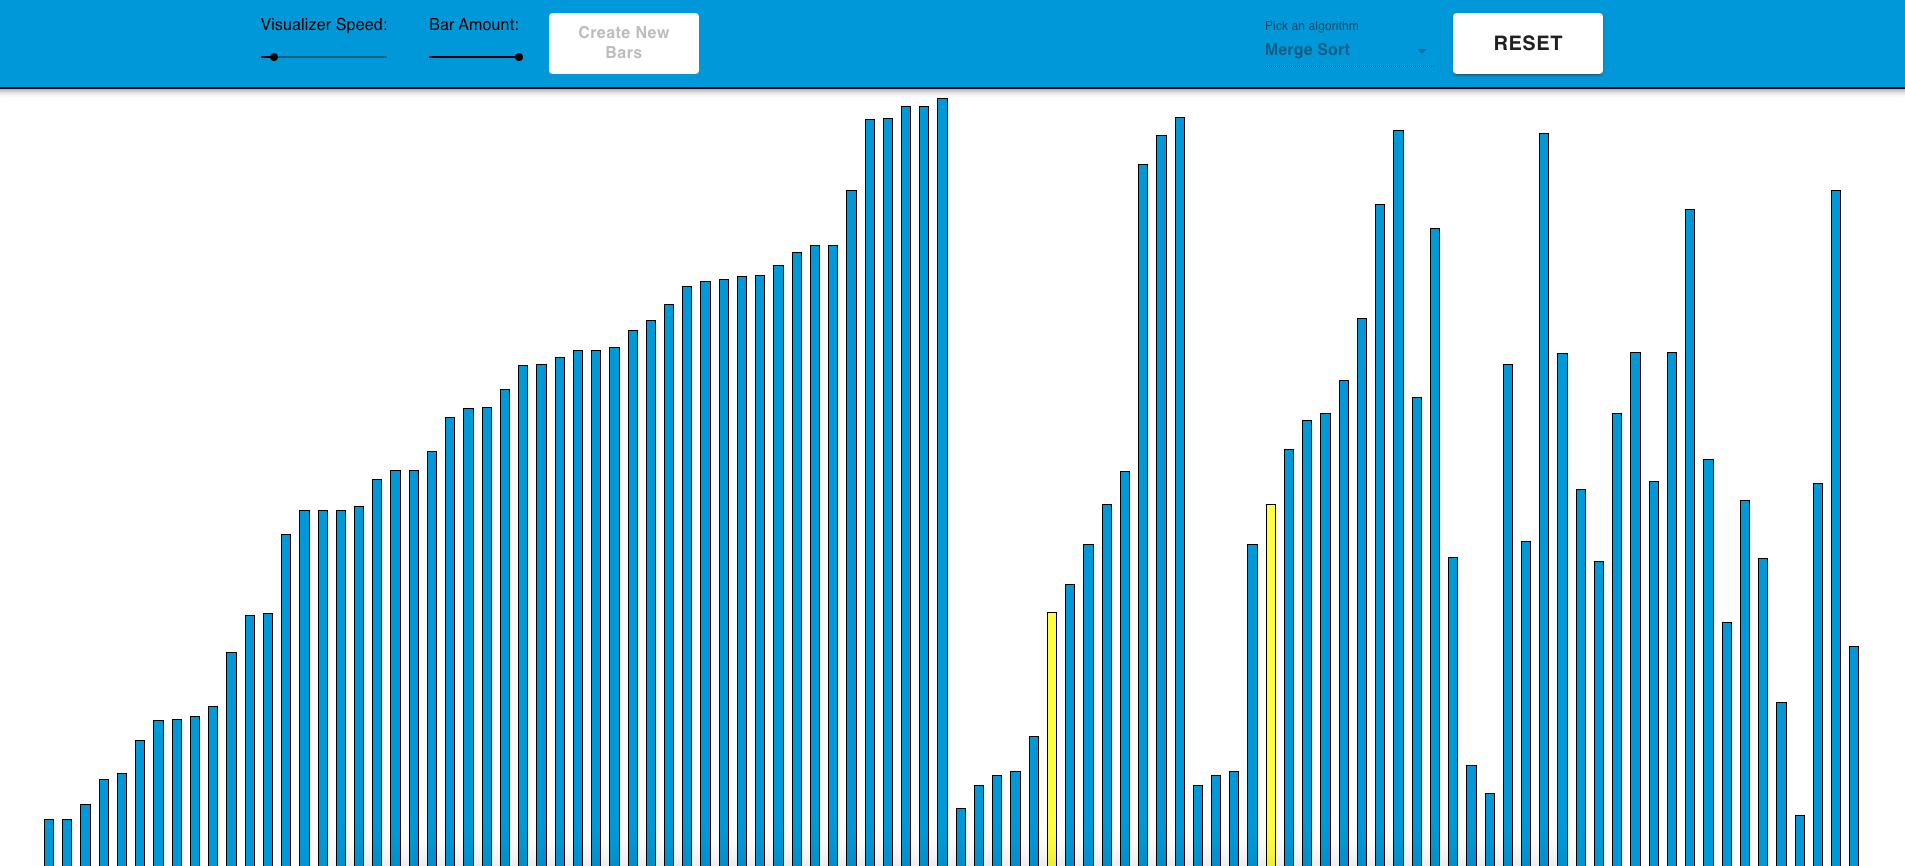 Visualizer Speed:
Bar Amount:
Create New
Bars
Pick an algorithm
Merge Sort
RESET